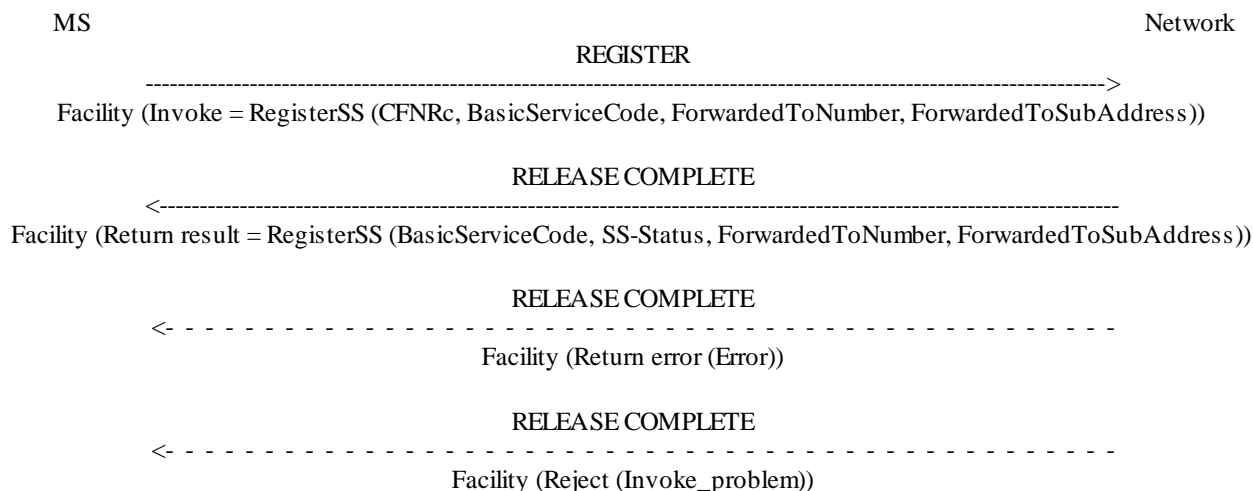 MS Network
REGISTER
------------------------------------------------------------------------------------------------------------------------>
Facility (Invoke = RegisterSS (CFNRc, BasicServiceCode, ForwardedToNumber, ForwardedToSubAddress))
RELEASE COMPLETE
<------------------------------------------------------------------------------------------------------------------------
Facility (Return result = RegisterSS (BasicServiceCode, SS-Status, ForwardedToNumber, ForwardedToSubAddress))
RELEASE COMPLETE
<- - - - - - - - - - - - - - - - - - - - - - - - - - - - - - - - - - - - - - - - - - - - - - - - -
Facility (Return error (Error))
RELEASE COMPLETE
<- - - - - - - - - - - - - - - - - - - - - - - - - - - - - - - - - - - - - - - - - - - - - - - - -
Facility (Reject (Invoke_problem))